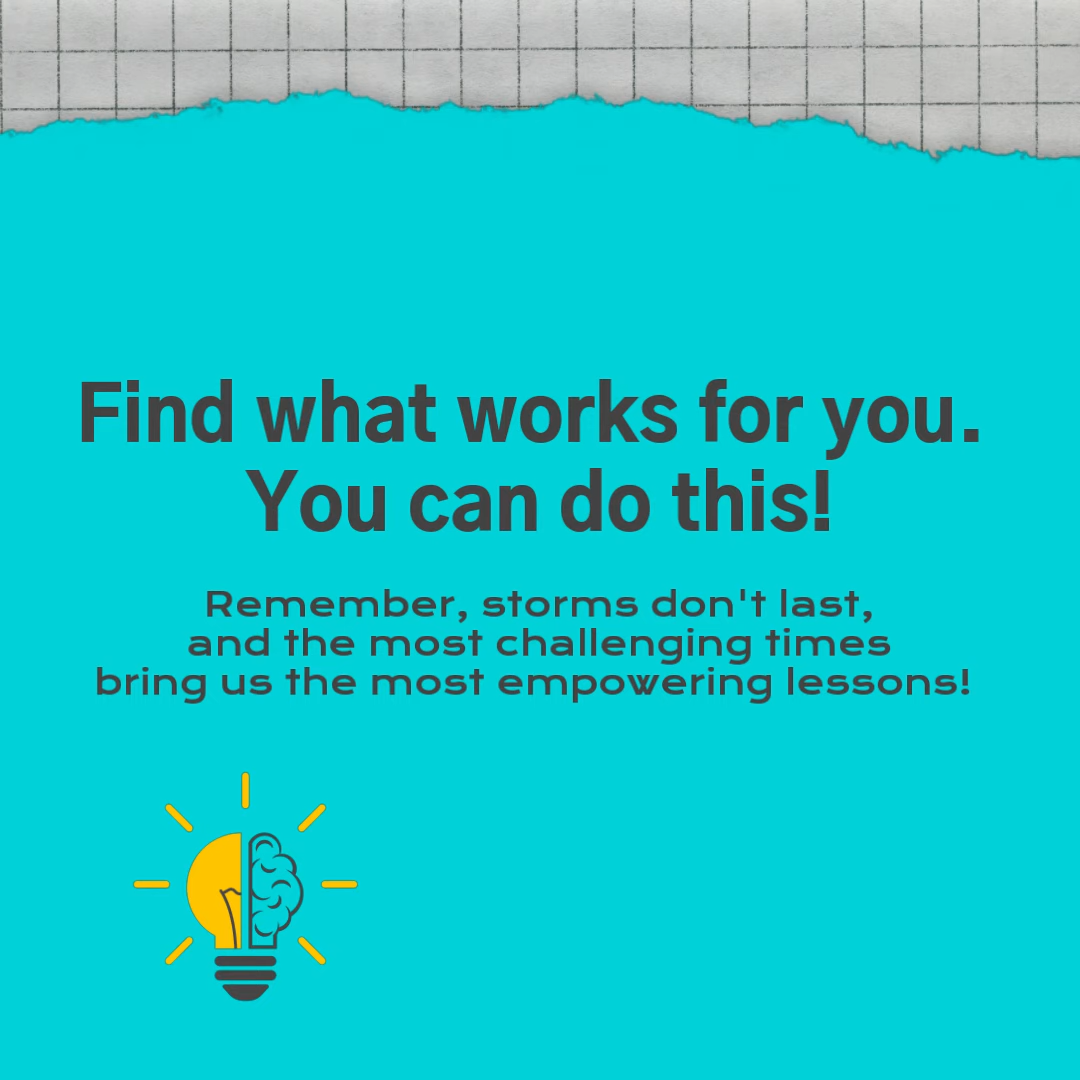 Find what works for you.
You can do this!
Remember, storms don't last,
and the most challenging times
bring us the most empowering lessons!